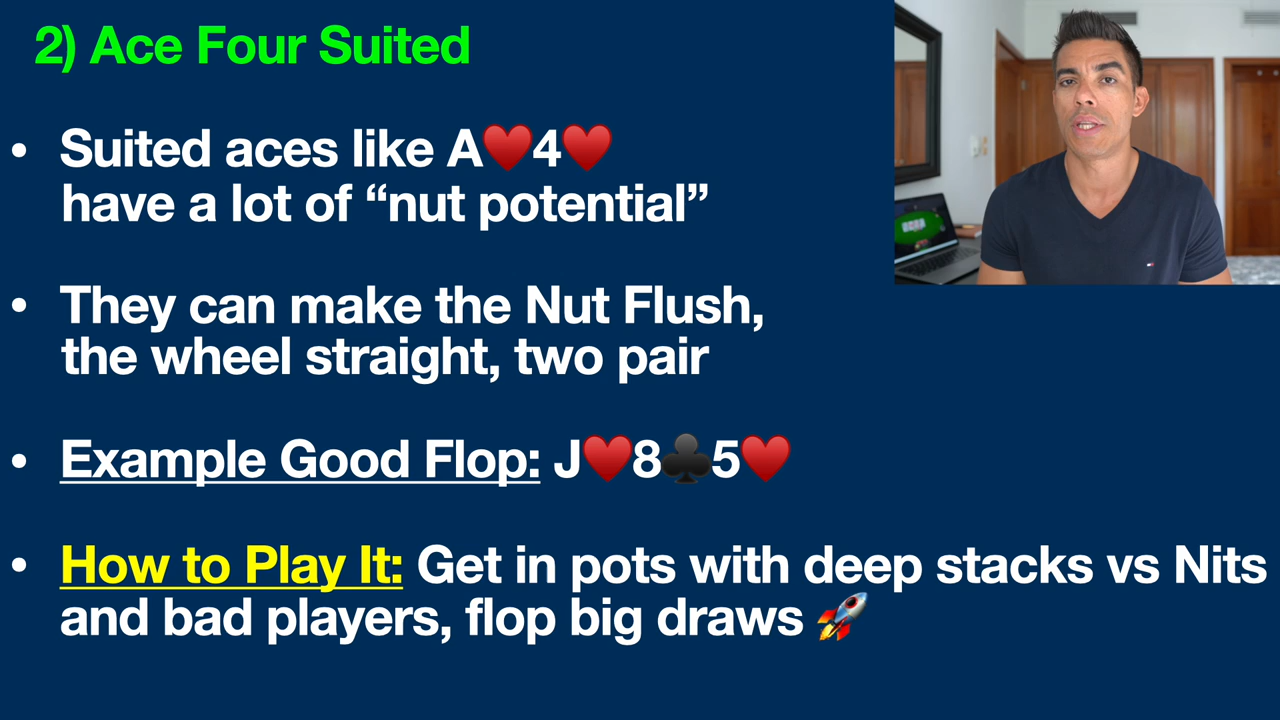 2) Ace Four Suited
• Suited aces like A♥️4♥️
have a lot of “nut potential”
• They can make the Nut Flush,
the wheel straight, two pair
• Example Good Flop: J♥️8♣️5♥️
• How to Play It: Get in pots with deep stacks vs Nits
and bad players, flop big draws 🚀